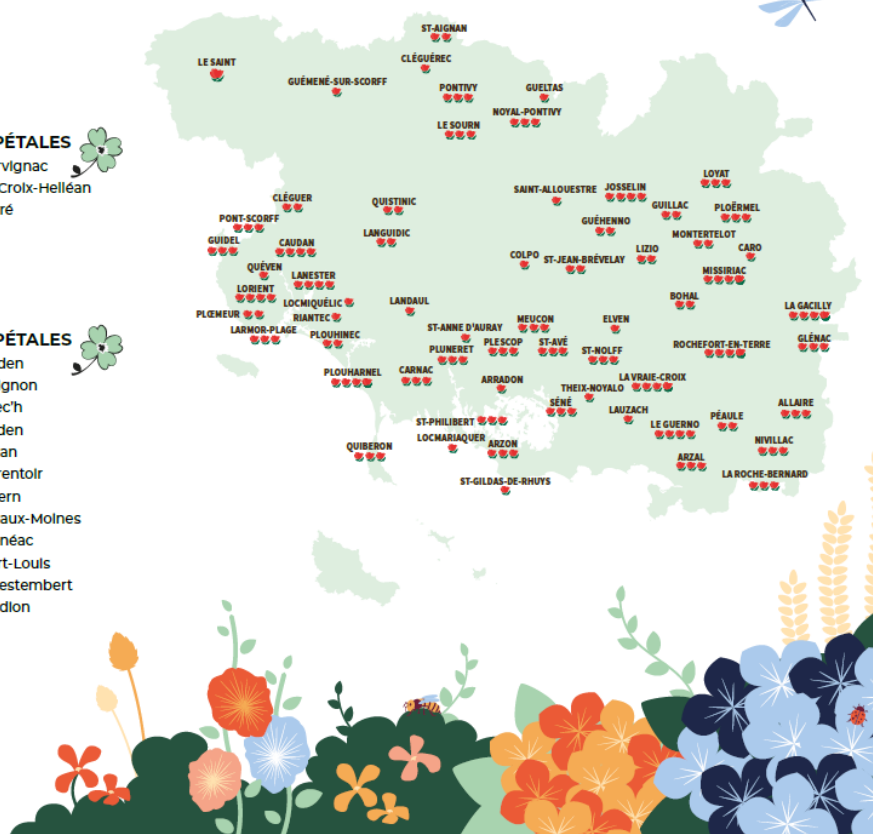 PÉTALES
rvignac
Croix-Helléan
ré
PÉTALES
den
ignon
ec'h
den
an
rentoir
ern
aux-Moines
néac
rt-Louis
estembert
dion
ST-AIGNAN
LE SAINT
CLÉGUÉREC
GUÉMENÉ-SUR-SCORFF
PONTIVY
GUELTAS
NOYAL-PONTIVY
LE SOURN
LOYAT
SAINT-ALLOUESTRE
JOSSELIN
CLÉGUER
QUISTINIC
GUILLAC
PLOËRMEL
PONT-SCORFF
GUÉHENNO
LANGUIDIC
MONTERTELOT
GUIDEL
CAUDAN
LIZIO
CARO
COLPO
ST-JEAN-BRÉVELAY
QUÉVEN
LANESTER
MISSIRIAC
LORIENT
LOCMIQUÉLIC
LANDAUL
BOHAL
LA GACILLY
PLŒMEUR
RIANTEC
MEUCON
ELVEN
LARMOR-PLAGE
PLOUHINEC
ST-ANNE D'AURAY
PLESCOP
ST-AVÉ
ROCHEFORT-EN-TERRE
GLÉNAC
PLUNERET
ST-NOLFF
PLOUHARNEL
CARNAC
ARRADON
LA VRAIE-CROIX
THEIX-NOYALO
SÉNÉ
LAUZACH
ALLAIRE
ST-PHILIBERT
LE GUERNO
PÉAULE
LOCMARIAQUER
QUIBERON
ARZON
NIVILLAC
ARZAL
LA ROCHE-BERNARD
ST-GILDAS-DE-RHUYS